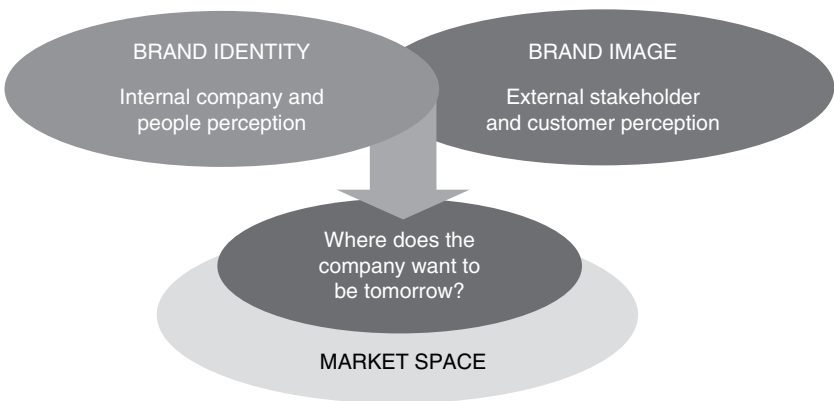 BRAND IDENTITY
Internal company and
people perception
BRAND IMAGE
External stakeholder
and customer perception
Where does the
company want to
be tomorrow?
MARKET SPACE